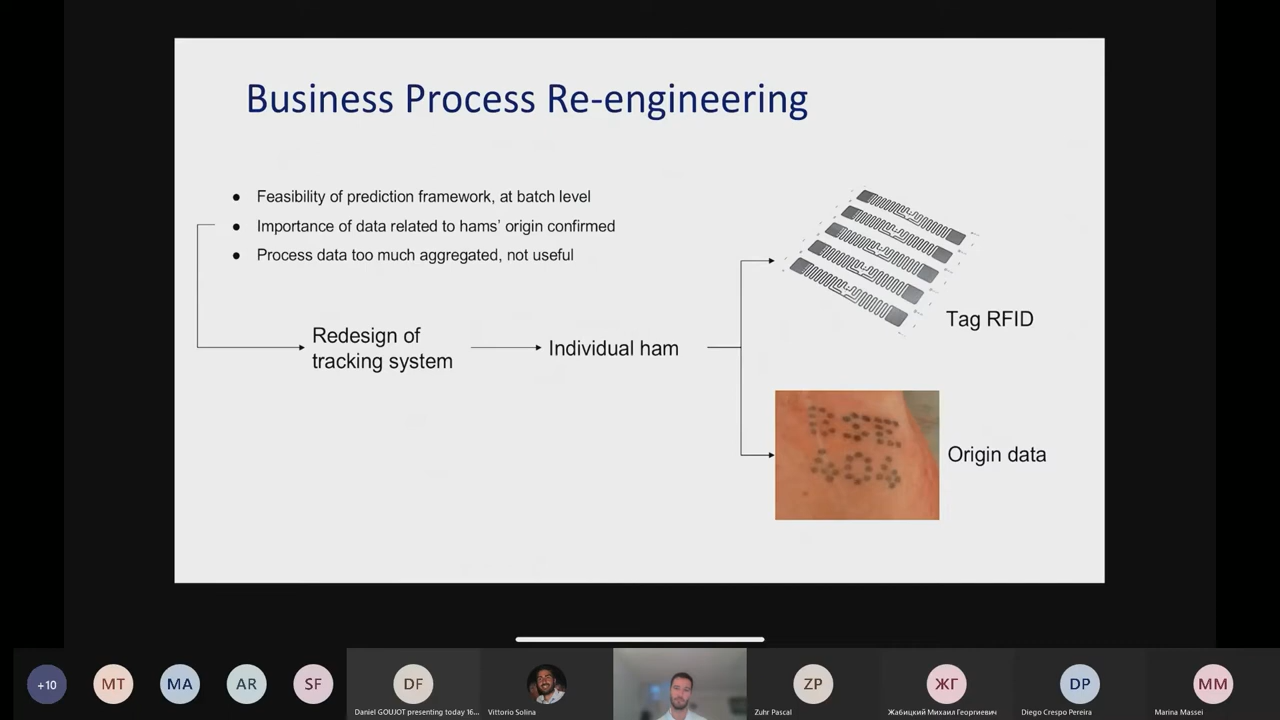 Business Process Re-engineering
● Feasibility of prediction framework, at batch level
● Importance of data related to hams' origin confirmed
● Process data too much aggregated, not useful
Redesign of
tracking system
Individual ham
Tag RFID
404
Origin data
+10
MT
MA
AR
SF
DF
ZP
ЖГ
DP
MM
Daniel GOUJOT presenting today 16...
Vittorio Solina
Zuhr Pascal
Жабицкий Михаил Георгиевич
Diego Crespo Pereira
Marina Massei